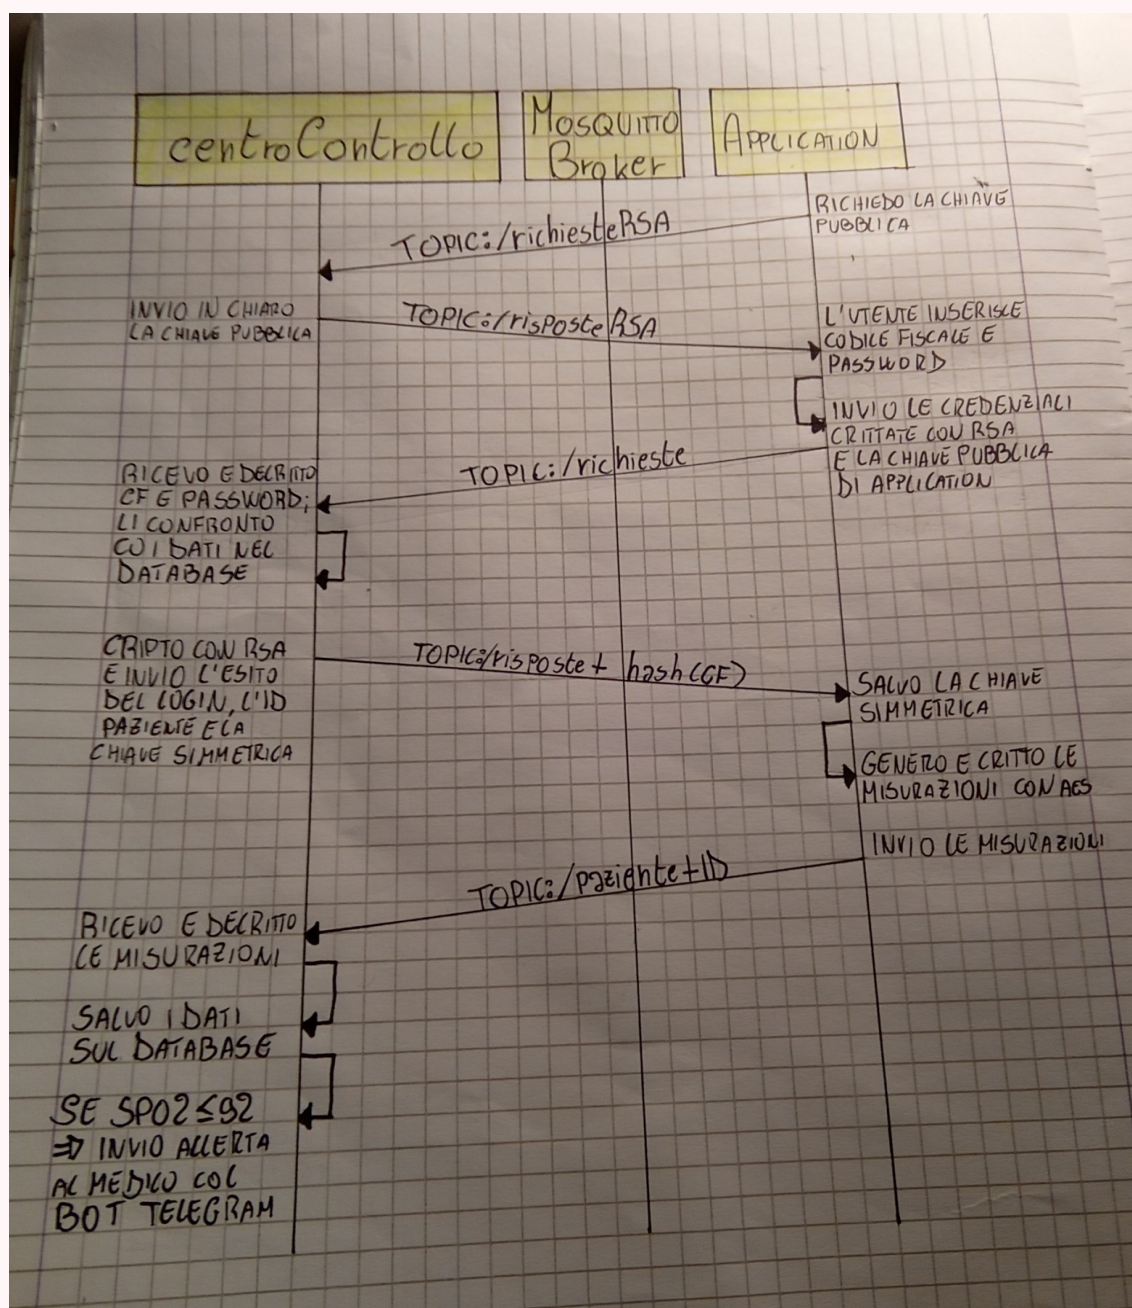 centroControllo
MOSQUITTO
Broker
APPLICATION
RICHIEDO LA CHIAVE
PUBBLICA
TOPIC:/richiesteRSA
INVIO IN CHIARO
LA CHIAVE PUBBLICA
TOPIC:/risposteRSA
L'UTENTE INSERISCE
CODICE FISCALE E
PASSWORD
INVIO LE CREDENZIALI
CRITTATE CON RSA
E LA CHIAVE PUBBLICA
DI APPLICATION
TOPIC:/richieste
RICEVO E DECRITTO
CF E PASSWORD;
LI CONFRONTO
CO I DATI NEL
DATABASE
CRIPTO CON RSA
E INVIO L'ESITO
DEL LOGIN, L'ID
PAZIENTE E LA
CHIAVE SIMMETRICA
TOPIC:/risposte + hash(CF)
SALVO LA CHIAVE
SIMMETRICA
GENERO E CRITTO LE
MISURAZIONI CON AES
INVIO LE MISURAZIONI
TOPIC:/paziente+ID
RICEVO E DECRITTO
LE MISURAZIONI
SALVO I DATI
SUL DATABASE
SE SPO2≤92
⇒ INVIO ALLERTA
AL MEDICO COL
BOT TELEGRAM